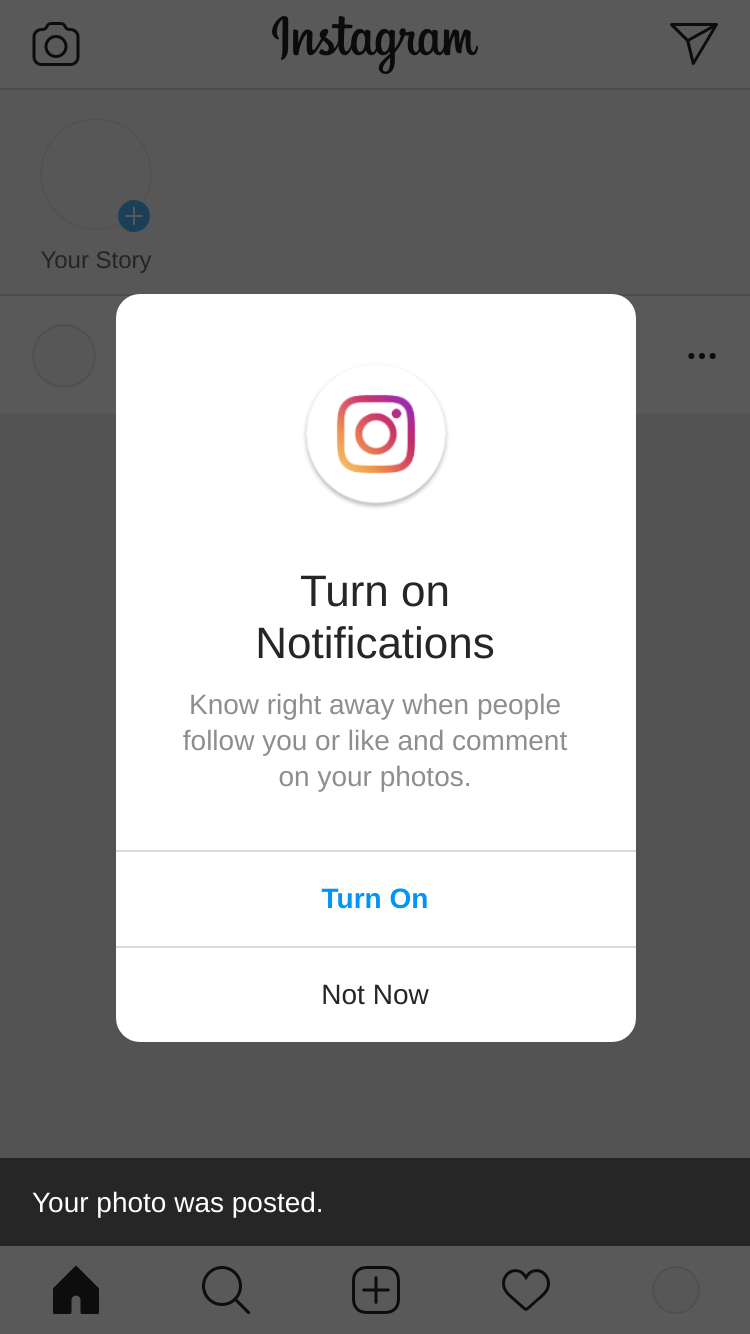 Instagram
Your Story
Turn on
Notifications
Know right away when people
follow you or like and comment
on your photos.
Turn On
Not Now
Your photo was posted.